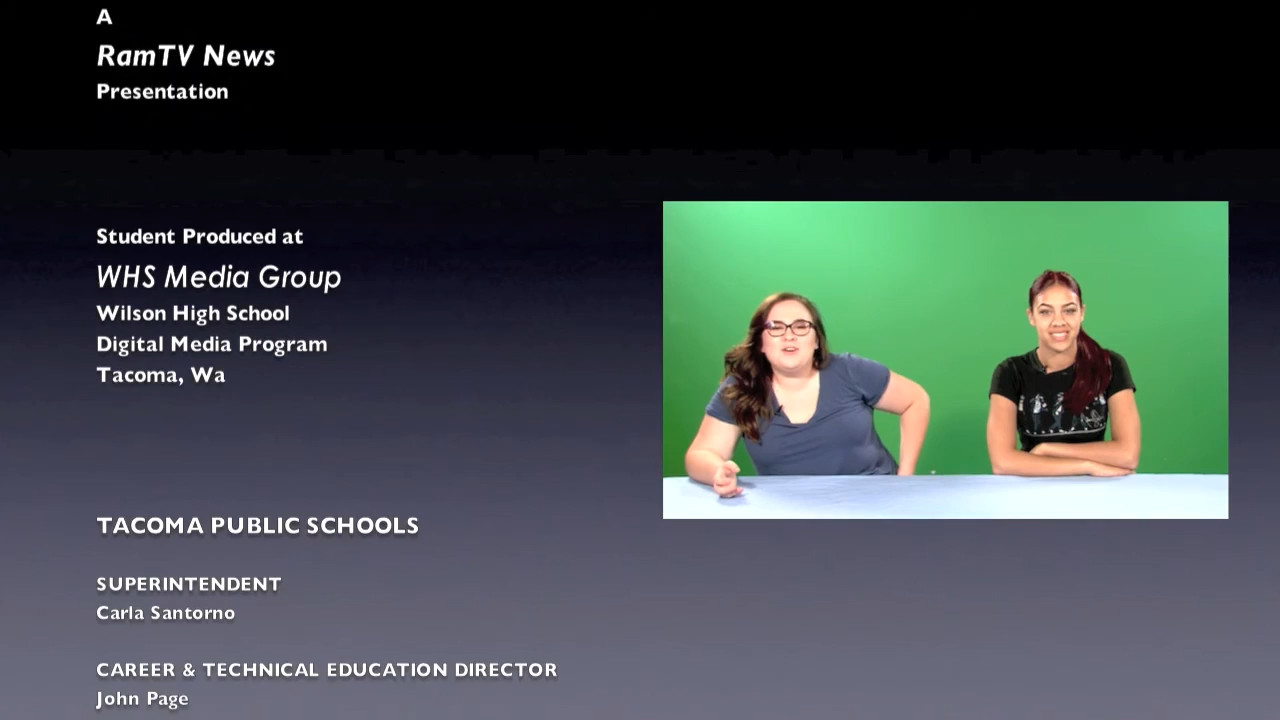 A
RamTV News
Presentation
Student Produced at
WHS Media Group
Wilson High School
Digital Media Program
Tacoma, Wa
TACOMA PUBLIC SCHOOLS
SUPERINTENDENT
Carla Santorno
CAREER & TECHNICAL EDUCATION DIRECTOR
John Page